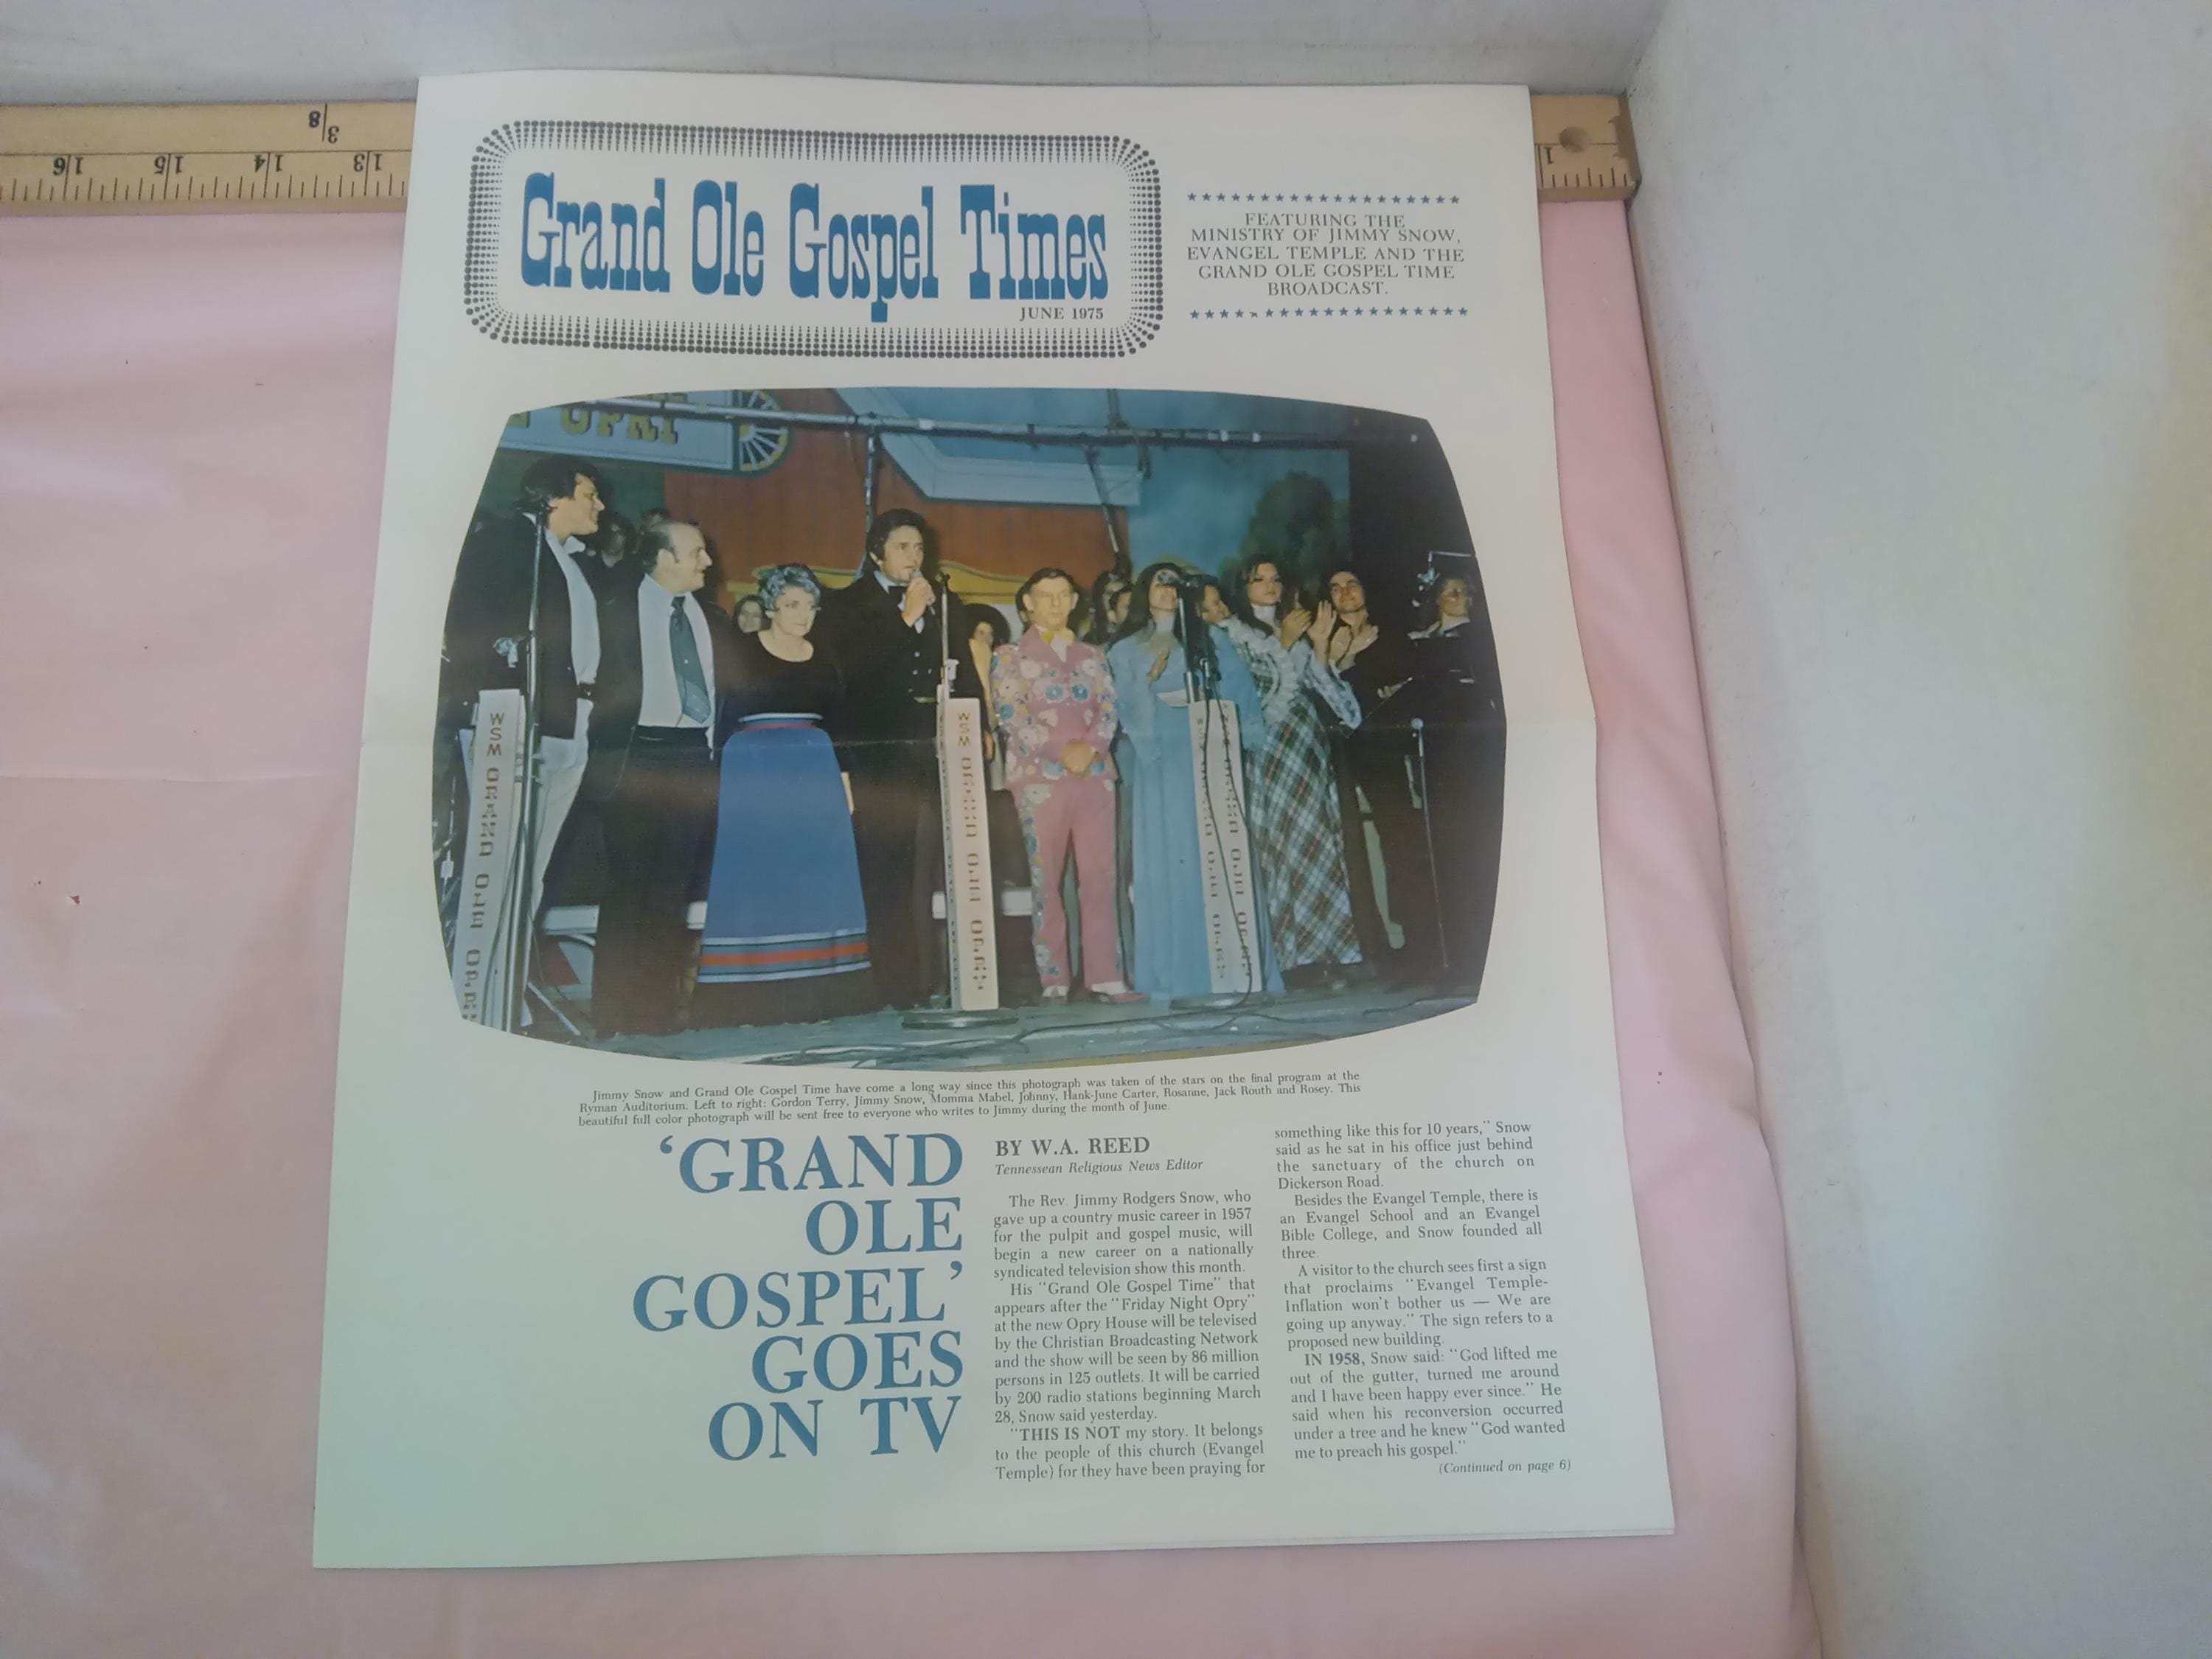 Grand Ole Gospel Times
JUNE 1975
FEATURING THE
MINISTRY OF JIMMY SNOW,
EVANGEL TEMPLE AND THE
GRAND OLE GOSPEL TIME
BROADCAST.
16 15 14 13
3/8
1
OPRY
WSM GRAND OLE OPRY
WSM GRAND OLE OPRY
Jimmy Snow and Grand Ole Gospel Time have come a long way since this photograph was taken of the stars on the final program at the
Ryman Auditorium. Left to right: Gordon Terry, Jimmy Snow, Momma Mabel, Johnny, Hank-June Carter, Rosanne, Jack Routh and Rosey. This
beautiful full color photograph will be sent free to everyone who writes to Jimmy during the month of June.
‘GRAND
OLE
GOSPEL’
GOES
ON TV
BY W.A. REED
Tennessean Religious News Editor
The Rev. Jimmy Rodgers Snow, who
gave up a country music career in 1957
for the pulpit and gospel music, will
begin a new career on a nationally
syndicated television show this month.
His "Grand Ole Gospel Time" that
appears after the "Friday Night Opry"
at the new Opry House will be televised
by the Christian Broadcasting Network
and the show will be seen by 86 million
persons in 125 outlets. It will be carried
by 200 radio stations beginning March
28, Snow said yesterday.
"THIS IS NOT my story. It belongs
to the people of this church (Evangel
Temple) for they have been praying for
something like this for 10 years," Snow
said as he sat in his office just behind
the sanctuary of the church on
Dickerson Road.
Besides the Evangel Temple, there is
an Evangel School and an Evangel
Bible College, and Snow founded all
three.
A visitor to the church sees first a sign
that proclaims "Evangel Temple-
Inflation won't bother us — We are
going up anyway." The sign refers to a
proposed new building.
IN 1958, Snow said: "God lifted me
out of the gutter, turned me around
and I have been happy ever since." He
said when his reconversion occurred
under a tree and he knew "God wanted
me to preach his gospel."
(Continued on page 6)